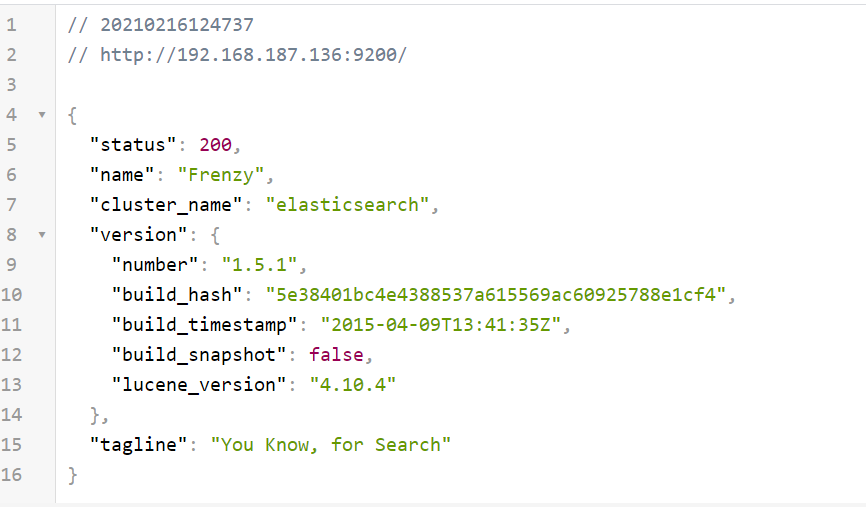 1 // 20210216124737
2 // http://192.168.187.136:9200/
3
4 {
5 "status": 200,
6 "name": "Frenzy",
7 "cluster_name": "elasticsearch",
8 "version": {
9 "number": "1.5.1",
10 "build_hash": "5e38401bc4e4388537a615569ac60925788e1cf4",
11 "build_timestamp": "2015-04-09T13:41:35Z",
12 "build_snapshot": false,
13 "lucene_version": "4.10.4"
14 },
15 "tagline": "You Know, for Search"
16 }